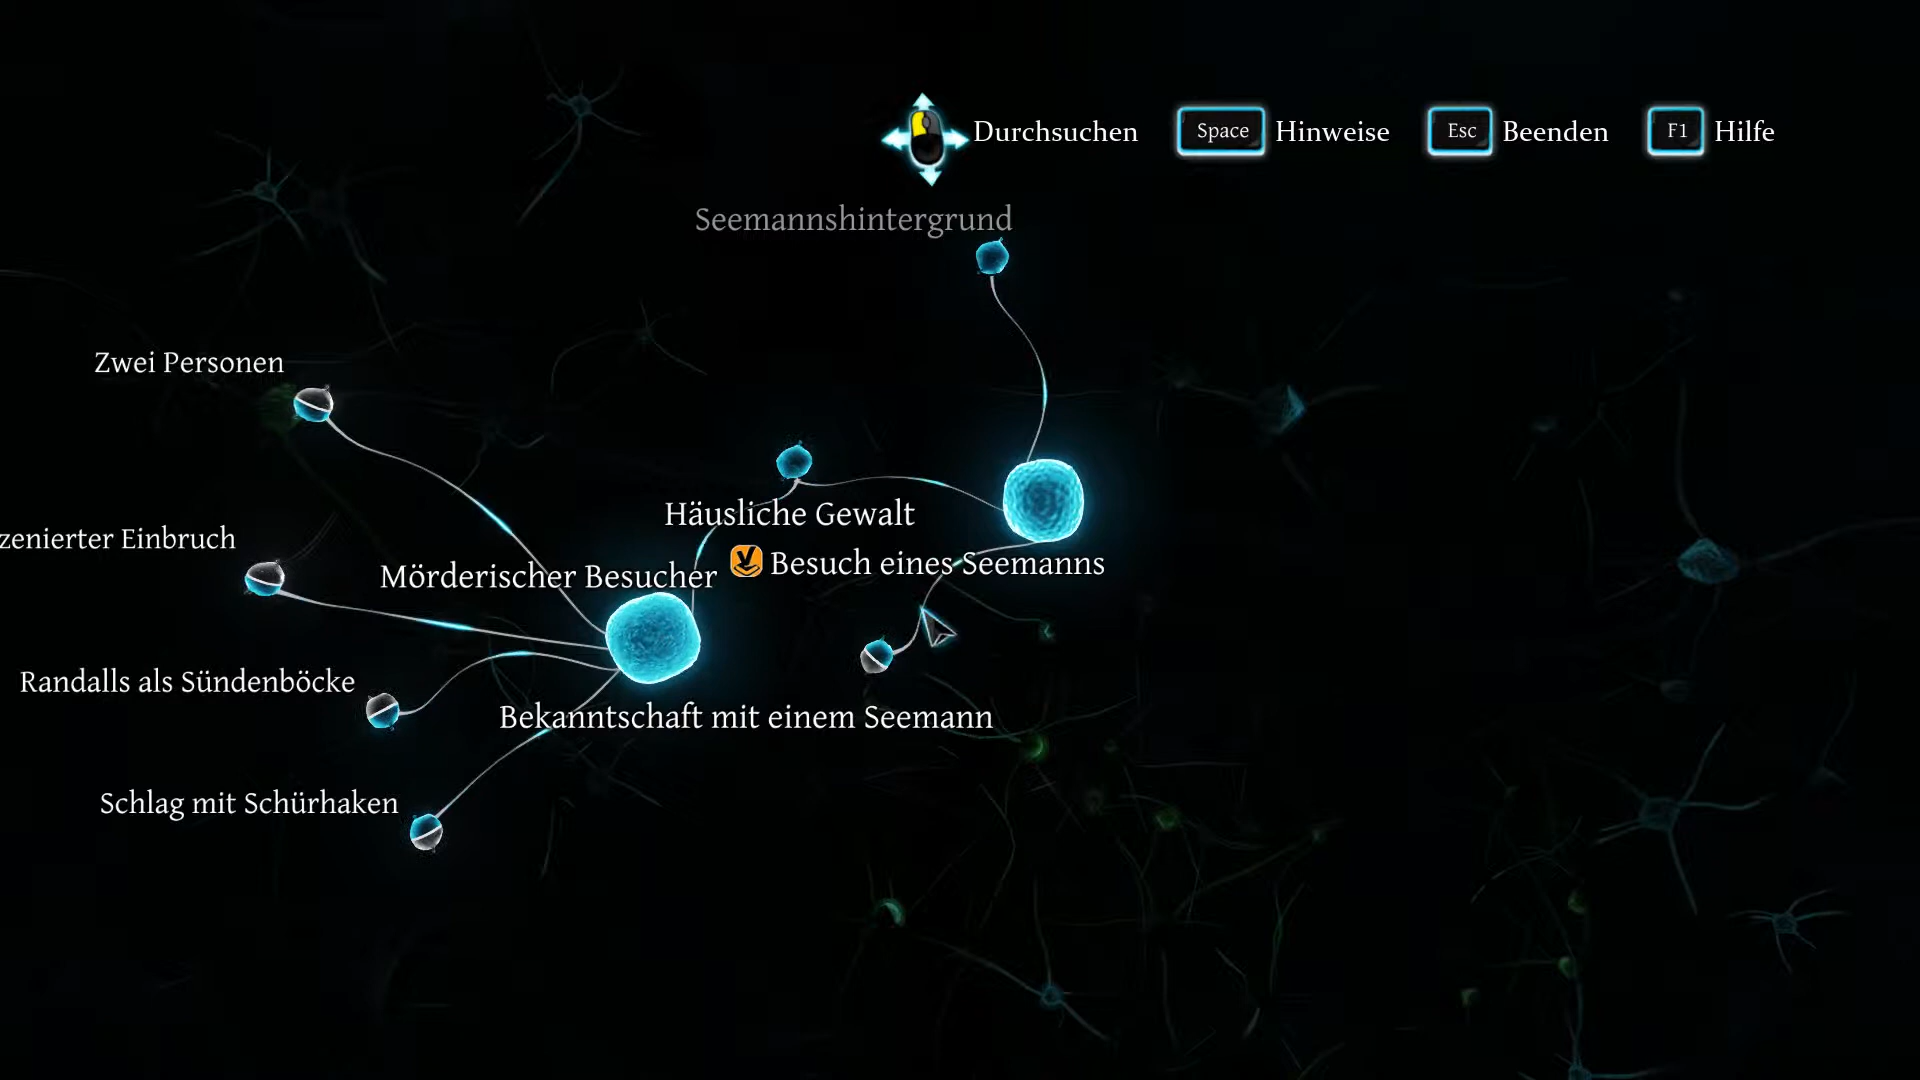 Durchsuchen
Space Hinweise
Esc Beenden
F1 Hilfe
Seemannshintergrund
Zwei Personen
zenierter Einbruch
Häusliche Gewalt
Mörderischer Besucher
Besuch eines Seemanns
Randalls als Sündenböcke
Bekanntschaft mit einem Seemann
Schlag mit Schürhaken